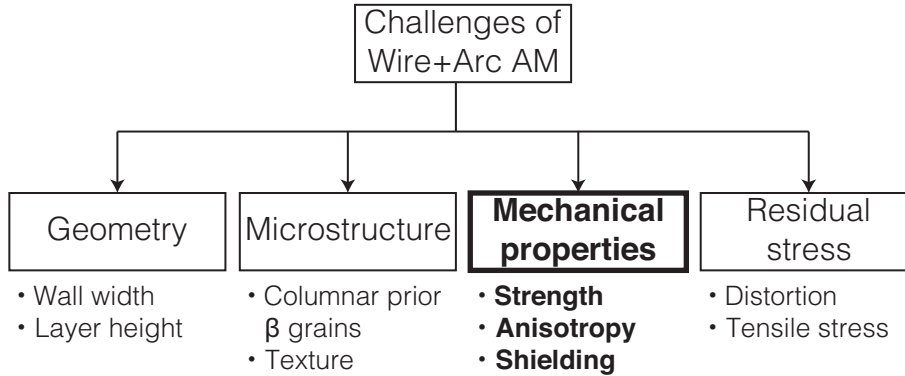 Challenges of
Wire+Arc AM
Geometry
• Wall width
• Layer height
Microstructure
• Columnar prior
β grains
• Texture
Mechanical
properties
• Strength
• Anisotropy
• Shielding
Residual
stress
• Distortion
• Tensile stress